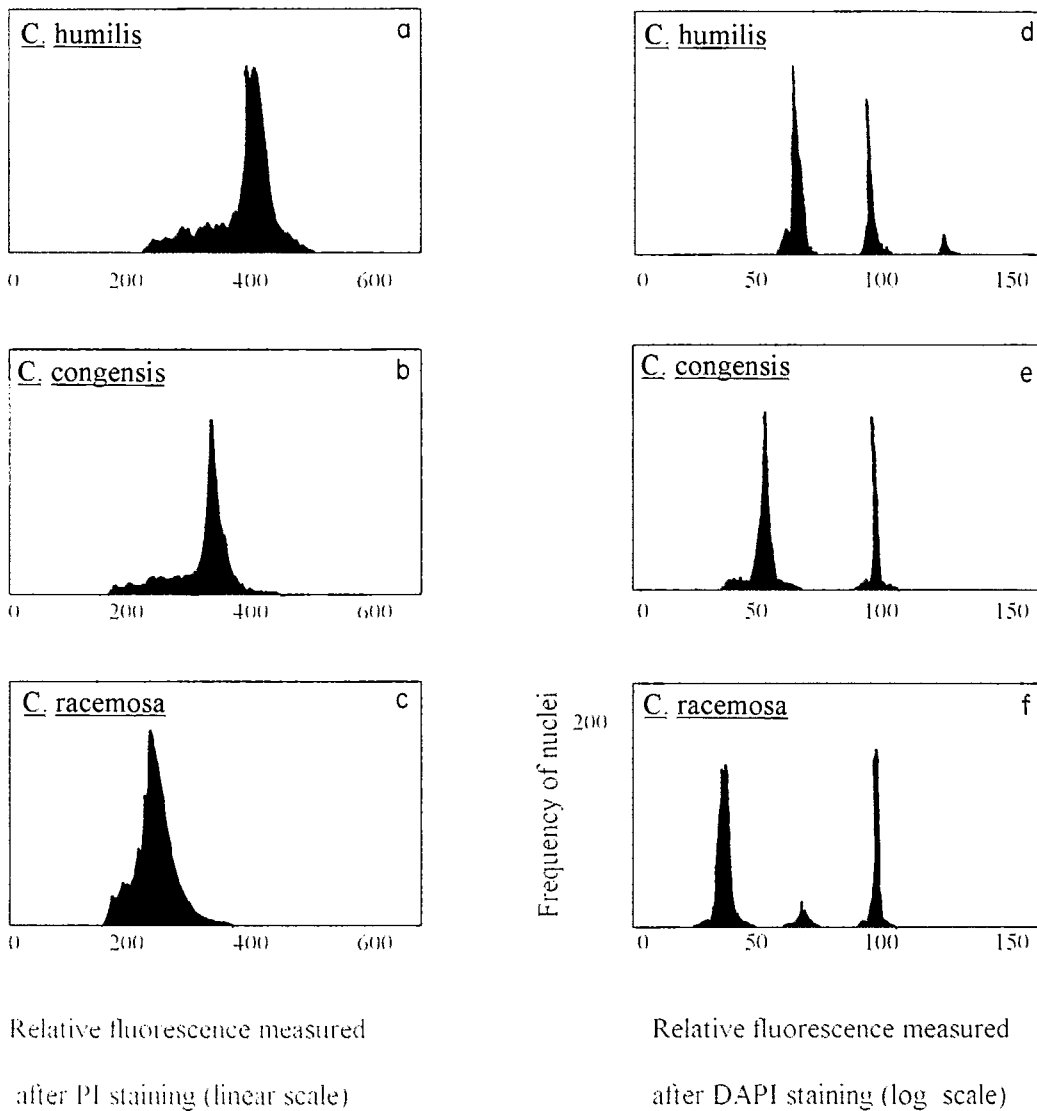 C. humilis a
0 200 400 600
C. congensis b
0 200 400 600
C. racemosa c
0 200 400 600
Relative fluorescence measured
after PI staining (linear scale)
C. humilis d
0 50 100 150
C. congensis e
0 50 100 150
Frequency of nuclei
200
C. racemosa f
0 50 100 150
Relative fluorescence measured
after DAPI staining (log scale)